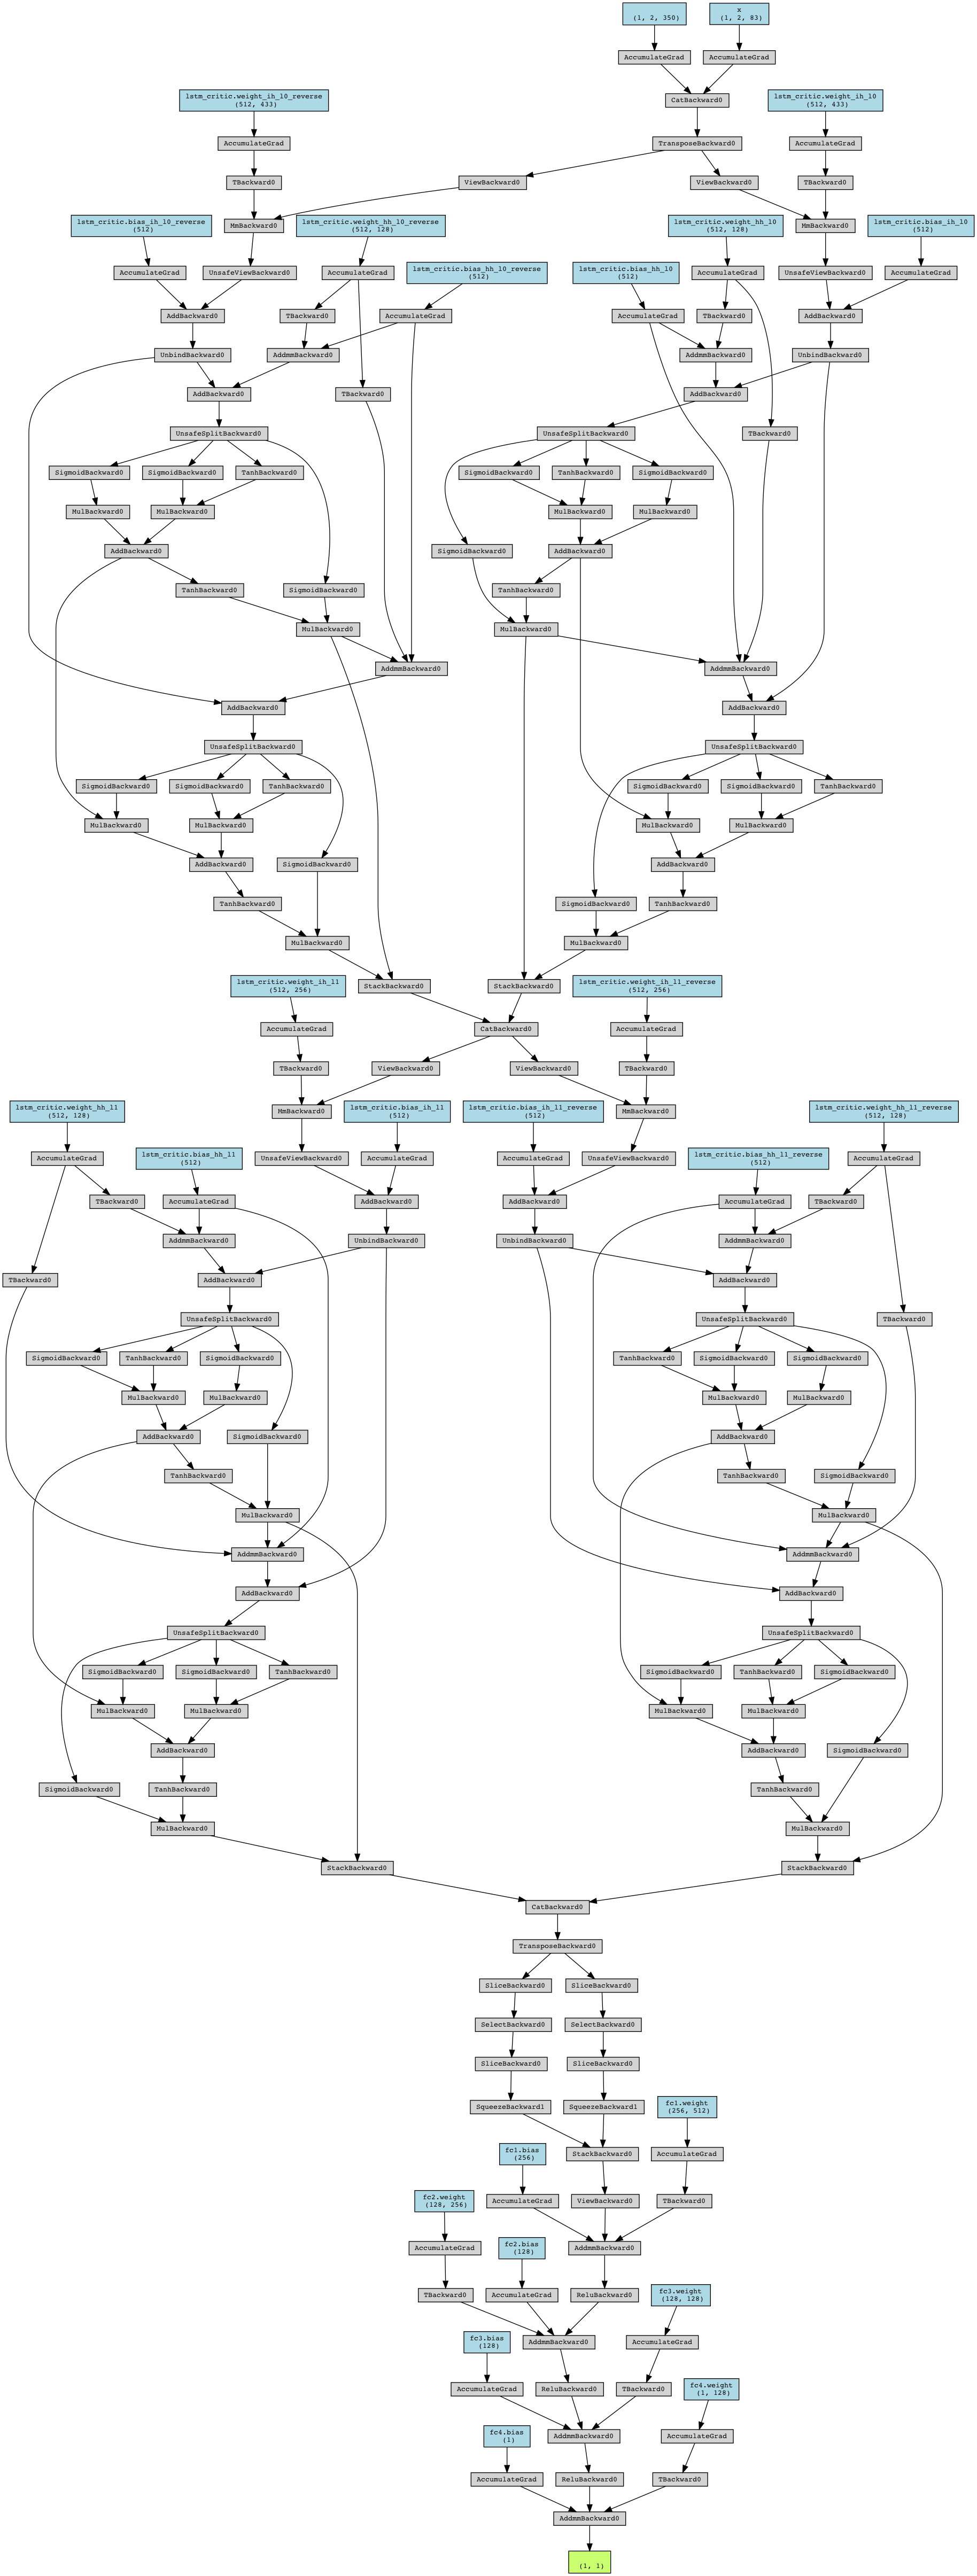 (1, 2, 350)
x
(1, 2, 83)
AccumulateGrad
AccumulateGrad
lstm_critic.weight_ih_l0_reverse
(512, 433)
CatBackward0
lstm_critic.weight_ih_l0
(512, 433)
AccumulateGrad
TransposeBackward0
AccumulateGrad
TBackward0
ViewBackward0
ViewBackward0
TBackward0
lstm_critic.bias_ih_l0_reverse
(512)
MmBackward0
lstm_critic.weight_hh_l0_reverse
(512, 128)
lstm_critic.weight_hh_l0
(512, 128)
MmBackward0
lstm_critic.bias_ih_l0
(512)
AccumulateGrad
UnsafeViewBackward0
AccumulateGrad
lstm_critic.bias_hh_l0_reverse
(512)
lstm_critic.bias_hh_l0
(512)
AccumulateGrad
UnsafeViewBackward0
AccumulateGrad
AddBackward0
TBackward0
AccumulateGrad
AccumulateGrad
TBackward0
AddBackward0
UnbindBackward0
AddmmBackward0
AddmmBackward0
UnbindBackward0
AddBackward0
TBackward0
AddBackward0
UnsafeSplitBackward0
UnsafeSplitBackward0
TBackward0
SigmoidBackward0
SigmoidBackward0
TanhBackward0
SigmoidBackward0
TanhBackward0
SigmoidBackward0
MulBackward0
MulBackward0
MulBackward0
MulBackward0
AddBackward0
SigmoidBackward0
AddBackward0
TanhBackward0
SigmoidBackward0
TanhBackward0
MulBackward0
MulBackward0
AddmmBackward0
AddmmBackward0
AddBackward0
AddBackward0
UnsafeSplitBackward0
UnsafeSplitBackward0
SigmoidBackward0
SigmoidBackward0
TanhBackward0
SigmoidBackward0
SigmoidBackward0
TanhBackward0
MulBackward0
MulBackward0
MulBackward0
MulBackward0
AddBackward0
SigmoidBackward0
AddBackward0
TanhBackward0
SigmoidBackward0
TanhBackward0
MulBackward0
MulBackward0
lstm_critic.weight_ih_l1
(512, 256)
StackBackward0
StackBackward0
lstm_critic.weight_ih_l1_reverse
(512, 256)
AccumulateGrad
CatBackward0
AccumulateGrad
TBackward0
ViewBackward0
ViewBackward0
TBackward0
lstm_critic.weight_hh_l1
(512, 128)
MmBackward0
lstm_critic.bias_ih_l1
(512)
lstm_critic.bias_ih_l1_reverse
(512)
MmBackward0
lstm_critic.weight_hh_l1_reverse
(512, 128)
AccumulateGrad
lstm_critic.bias_hh_l1
(512)
UnsafeViewBackward0
AccumulateGrad
AccumulateGrad
UnsafeViewBackward0
lstm_critic.bias_hh_l1_reverse
(512)
AccumulateGrad
TBackward0
AccumulateGrad
AddBackward0
AddBackward0
AccumulateGrad
TBackward0
AddmmBackward0
UnbindBackward0
UnbindBackward0
AddmmBackward0
TBackward0
AddBackward0
AddBackward0
UnsafeSplitBackward0
UnsafeSplitBackward0
TBackward0
SigmoidBackward0
TanhBackward0
SigmoidBackward0
TanhBackward0
SigmoidBackward0
SigmoidBackward0
MulBackward0
MulBackward0
MulBackward0
MulBackward0
AddBackward0
SigmoidBackward0
AddBackward0
TanhBackward0
TanhBackward0
SigmoidBackward0
MulBackward0
MulBackward0
AddmmBackward0
AddmmBackward0
AddBackward0
AddBackward0
UnsafeSplitBackward0
UnsafeSplitBackward0
SigmoidBackward0
SigmoidBackward0
TanhBackward0
SigmoidBackward0
TanhBackward0
SigmoidBackward0
MulBackward0
MulBackward0
MulBackward0
MulBackward0
AddBackward0
AddBackward0
SigmoidBackward0
SigmoidBackward0
TanhBackward0
TanhBackward0
MulBackward0
MulBackward0
StackBackward0
StackBackward0
CatBackward0
TransposeBackward0
SliceBackward0
SliceBackward0
SelectBackward0
SelectBackward0
SliceBackward0
SliceBackward0
SqueezeBackward1
SqueezeBackward1
fc1.weight
(256, 512)
fc1.bias
(256)
StackBackward0
AccumulateGrad
fc2.weight
(128, 256)
AccumulateGrad
ViewBackward0
TBackward0
AccumulateGrad
fc2.bias
(128)
AddmmBackward0
TBackward0
AccumulateGrad
ReluBackward0
fc3.weight
(128, 128)
fc3.bias
(128)
AddmmBackward0
AccumulateGrad
AccumulateGrad
ReluBackward0
TBackward0
fc4.weight
(1, 128)
fc4.bias
(1)
AddmmBackward0
AccumulateGrad
AccumulateGrad
ReluBackward0
TBackward0
AddmmBackward0
(1, 1)